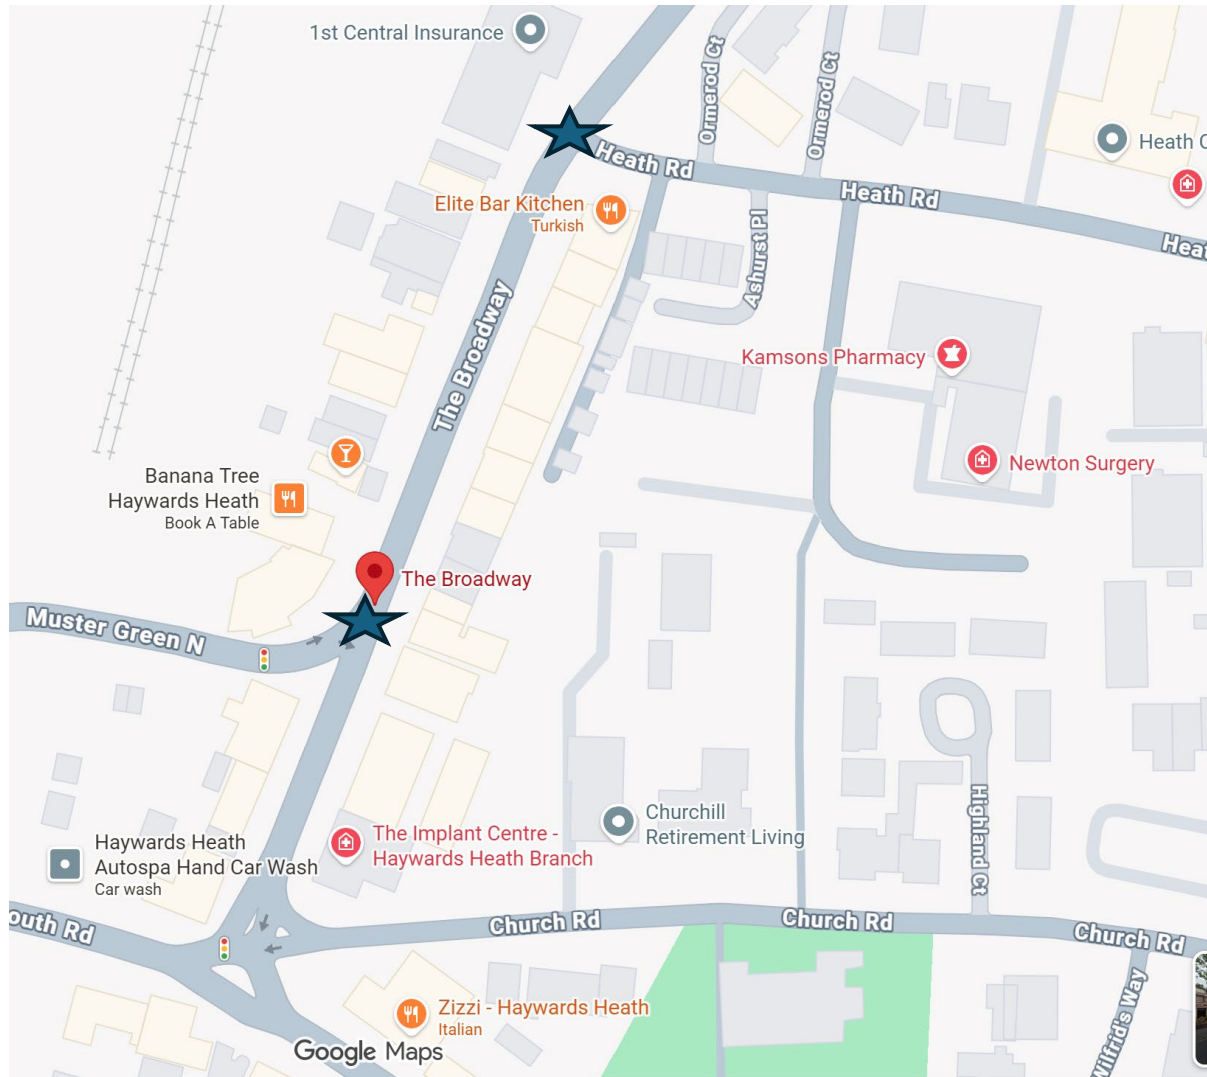 1st Central Insurance
Ormerod Ct
Ormerod Ct
Heath Rd
Heath Rd
Heath
Elite Bar Kitchen
Turkish
Ashurst Pl
The Broadway
Kamsons Pharmacy
Banana Tree
Haywards Heath
Book A Table
Newton Surgery
The Broadway
Muster Green N
Churchill
Retirement Living
Highland Ct
The Implant Centre -
Haywards Heath Branch
Haywards Heath
Autospa Hand Car Wash
Car wash
outh Rd
Church Rd
Church Rd
Church Rd
Wilfrid's Way
Zizzi - Haywards Heath
Italian
Google Maps